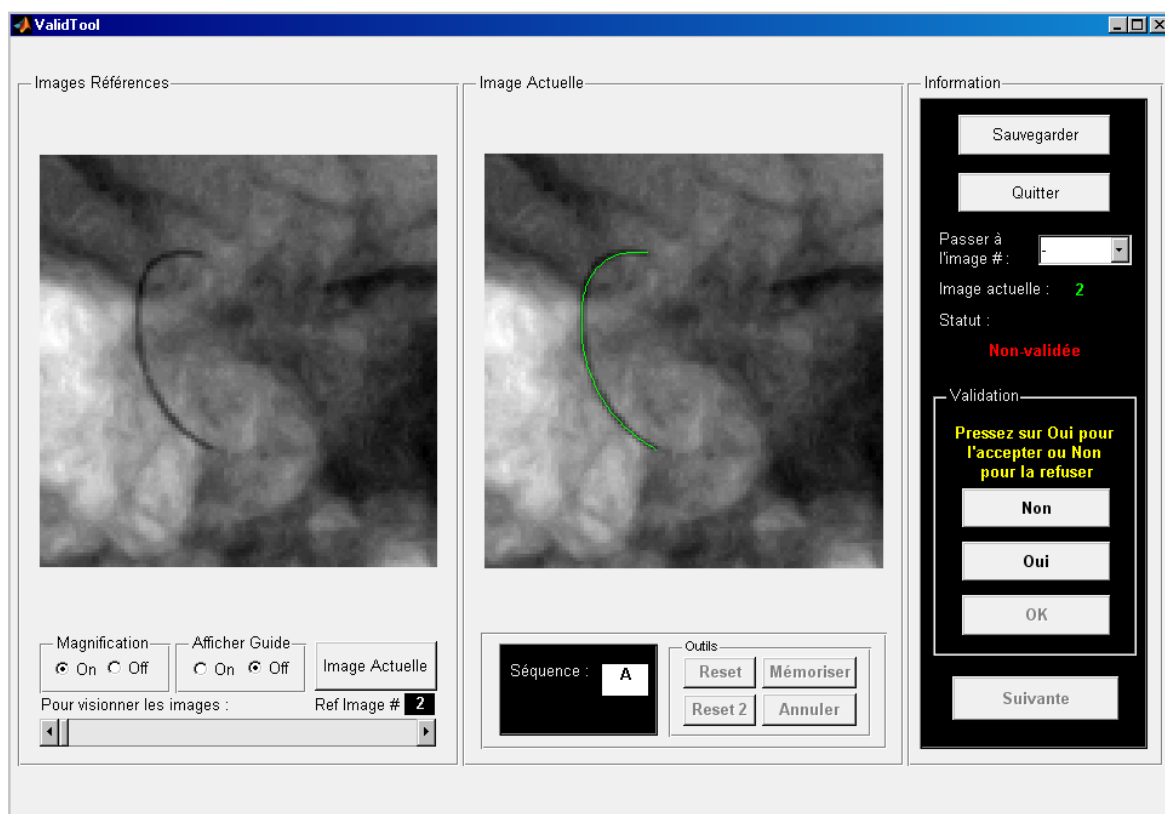 ValidTool
Images Références
Magnification
On Off
Afficher Guide
On Off
Image Actuelle
Pour visionner les images :
Ref Image # 2
Image Actuelle
Séquence : A
Outils
Reset Mémoriser
Reset 2 Annuler
Information
Sauvegarder
Quitter
Passer à
l'image # : -
Image actuelle : 2
Statut :
Non-validée
Validation
Pressez sur Oui pour
l'accepter ou Non
pour la refuser
Non
Oui
OK
Suivante